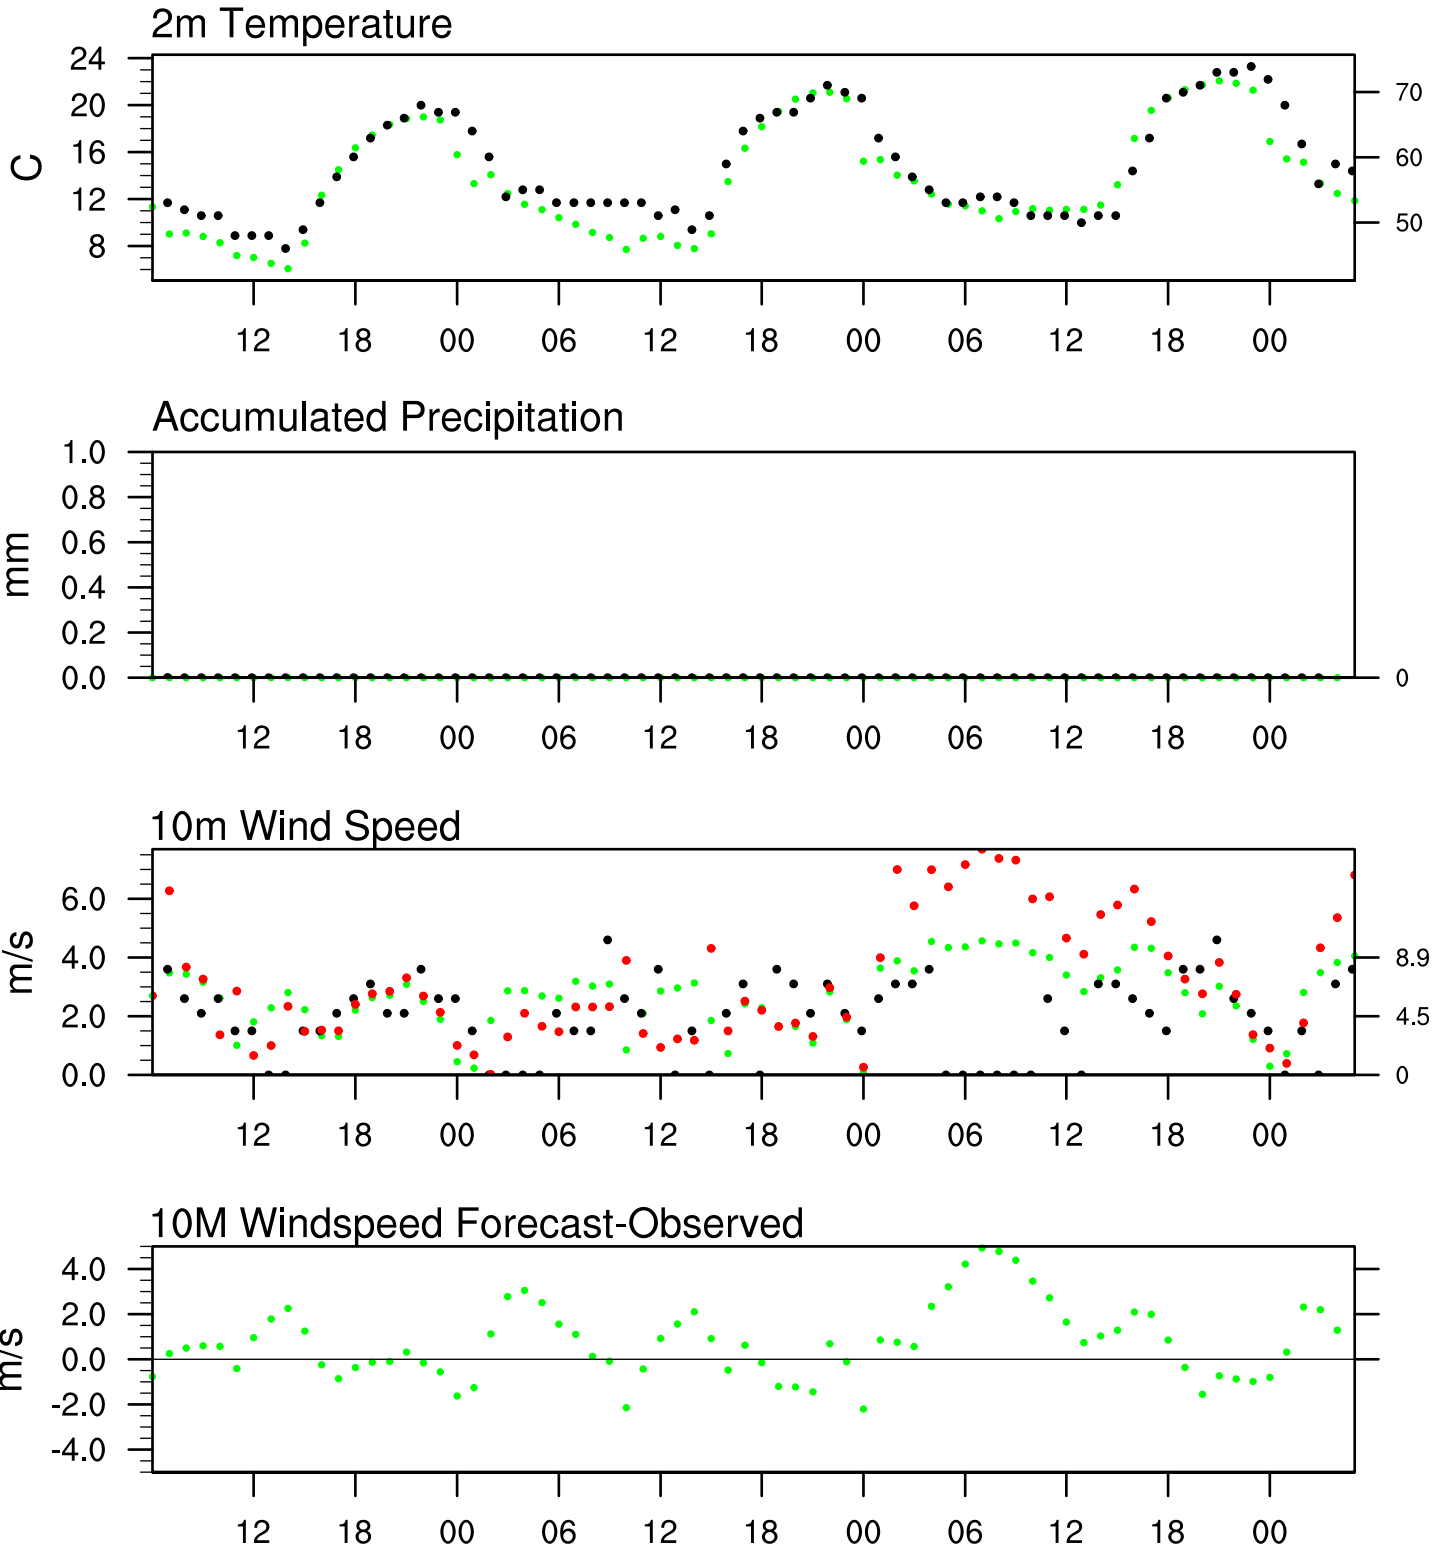 2m Temperature
24
20
16
12
8
C
70
60
50
12 18 00 06 12 18 00 06 12 18 00
Accumulated Precipitation
1.0
0.8
0.6
0.4
0.2
0.0
mm
0
12 18 00 06 12 18 00 06 12 18 00
10m Wind Speed
6.0
4.0
2.0
0.0
m/s
8.9
4.5
0
12 18 00 06 12 18 00 06 12 18 00
10M Windspeed Forecast-Observed
4.0
2.0
0.0
-2.0
-4.0
m/s
12 18 00 06 12 18 00 06 12 18 00